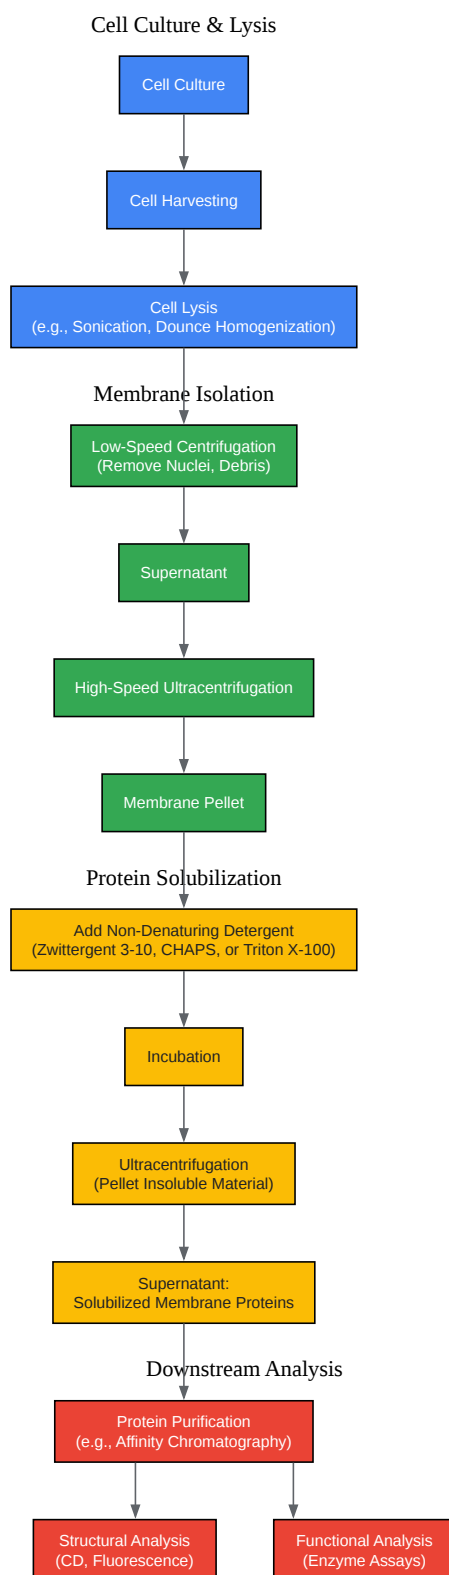 Cell Culture & Lysis
Cell Culture
Cell Harvesting
Cell Lysis
(e.g., Sonication, Dounce Homogenization)
Membrane Isolation
Low-Speed Centrifugation
(Remove Nuclei, Debris)
Supernatant
High-Speed Ultracentrifugation
Membrane Pellet
Protein Solubilization
Add Non-Denaturing Detergent
(Zwittergent 3-10, CHAPS, or Triton X-100)
Incubation
Ultracentrifugation
(Pellet Insoluble Material)
Supernatant:
Solubilized Membrane Proteins
Downstream Analysis
Protein Purification
(e.g., Affinity Chromatography)
Structural Analysis
(CD, Fluorescence)
Functional Analysis
(Enzyme Assays)